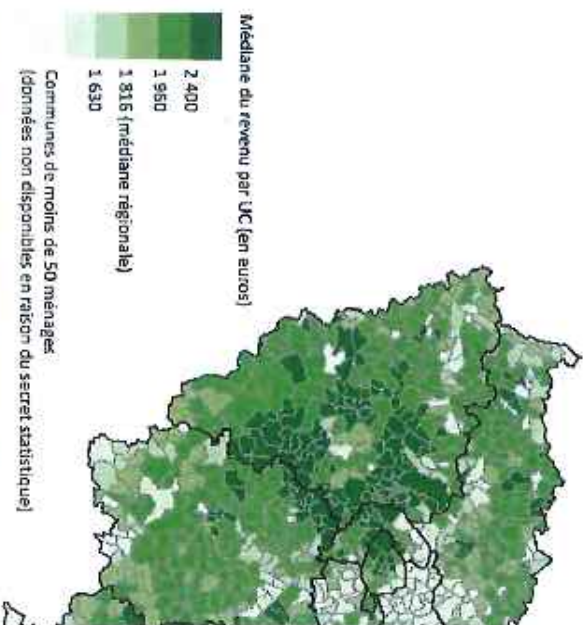 Médiane du revenu par UC (en euros)
2 400
1 960
1 816 (médiane régionale)
1 630
Communes de moins de 50 ménages
(données non disponibles en raison du secret statistique)